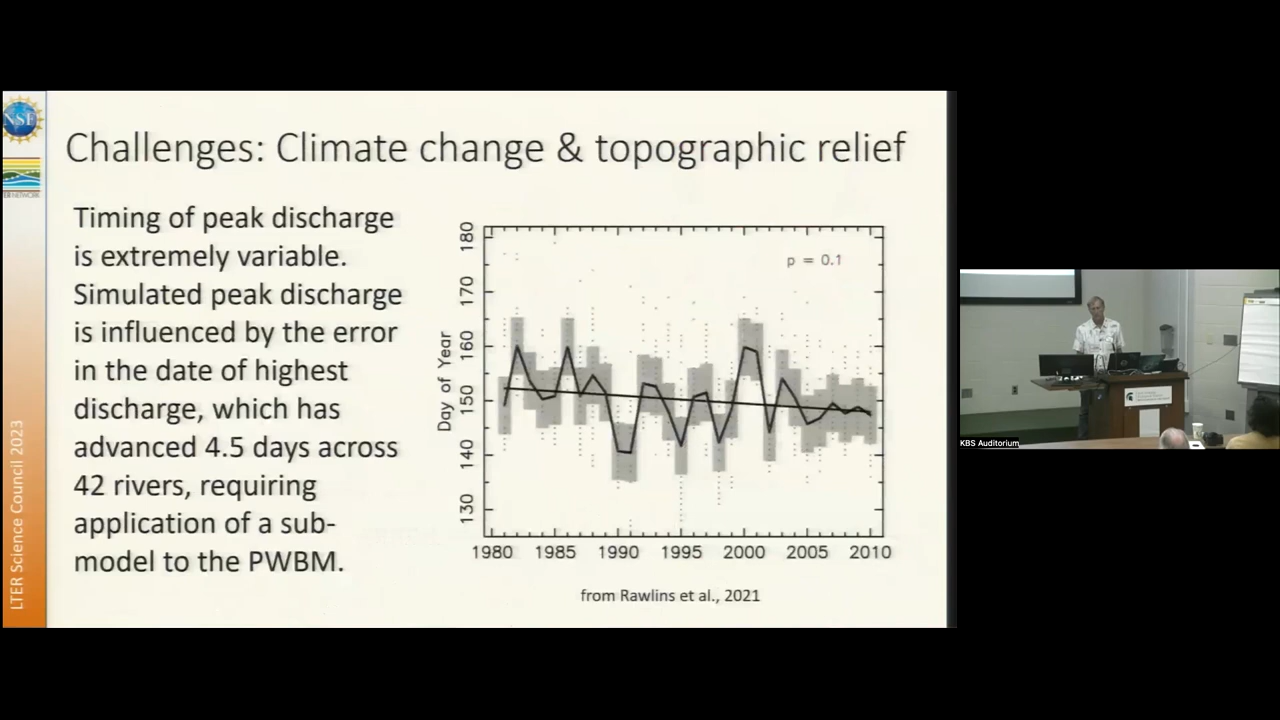 NSF
Challenges: Climate change & topographic relief
Timing of peak discharge
is extremely variable.
Simulated peak discharge
is influenced by the error
in the date of highest
discharge, which has
advanced 4.5 days across
42 rivers, requiring
application of a sub-
model to the PWBM.
p = 0.1
Day of Year
180
170
160
150
140
130
1980 1985 1990 1995 2000 2005 2010
from Rawlins et al., 2021
LTER Science Council 2023
KBS Auditorium